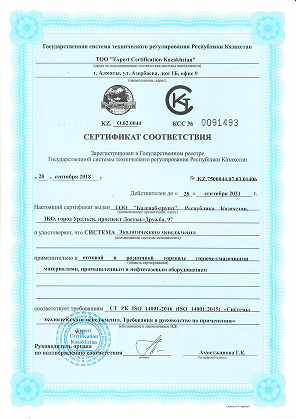 Государственная система технического регулирования Республики Казахстан
ТОО "Expert Certification Kazakhstan"
(орган по подтверждению соответствия системы менеджмента)
г. Алматы, ул. Азербаева, дом 1Б, офис 9
(наименование, адрес)
KZ. О.02.0044
КСС № 0091493
СЕРТИФИКАТ СООТВЕТСТВИЯ
Зарегистрирован в Государственном реестре
Государственной системы технического регулирования Республики Казахстан
« 28 » сентября 2018 г. № KZ.7500044.07.03.01406
Действителен до « 28 » сентября 2021 г.
Настоящий сертификат выдан ТОО Республика Казахстан,
(наименование организации, адрес)
ЗКО, город Уральск, проспект Достык-Дружба, 97
и удостоверяет, что СИСТЕМА Экологического менеджмента
применительно к оптовой и розничной торговле горюче-смазочными
(область сертификации)
материалами, промышленным и нефтегазовым оборудованием
соответствует требованиям СТ РК ISO 14001-2016 (ISO 14001:2015) «Системы
экологического менеджмента. Требования и руководство по применению»
(обозначение и наименование НД)
Expert
Certification
Kazakhstan
Руководитель органа
по подтверждению соответствия
Ахметжанова Г.К.